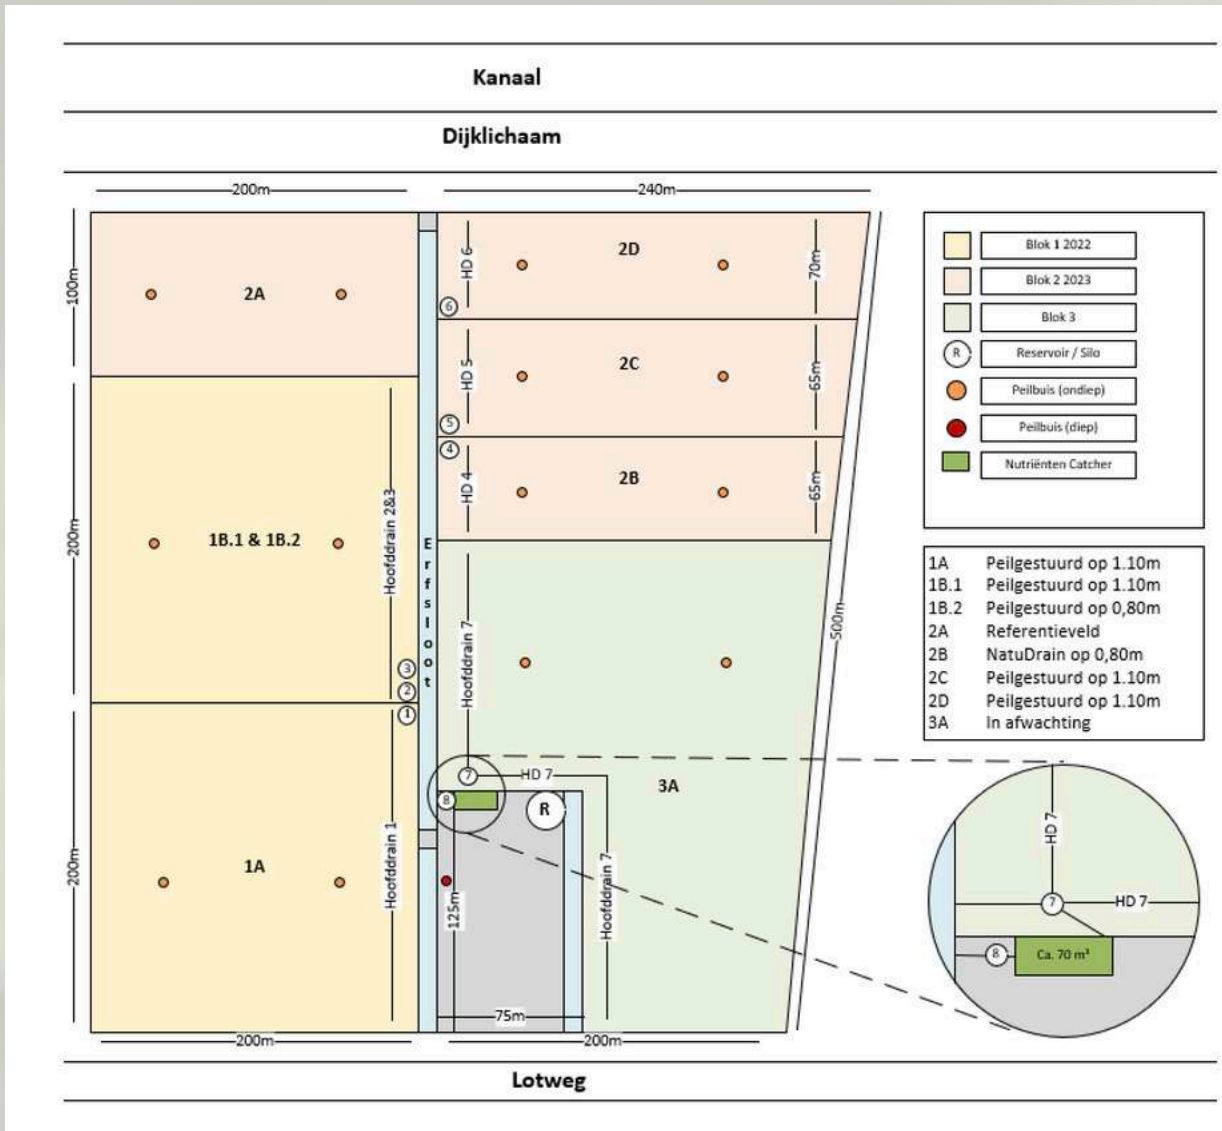 Kanaal
Dijklichaam
200m
240m
100m
2A
HD 6
2D
70m
6
HD 5
2C
65m
5
4
HD 4
2B
65m
200m
1B.1 & 1B.2
Hoofddrain 2&3
Erfsloot
3
2
1
Hoofddrain 7
500m
7
HD 7
3A
8
R
200m
1A
Hoofddrain 1
125m
Hoofddrain 7
75m
200m
200m
Lotweg
Blok 1 2022
Blok 2 2023
Blok 3
R
Reservoir / Silo
Peilbuis (ondiep)
Peilbuis (diep)
Nutriënten Catcher
1A Peilgestuurd op 1.10m
1B.1 Peilgestuurd op 1.10m
1B.2 Peilgestuurd op 0,80m
2A Referentieveld
2B NatuDrain op 0,80m
2C Peilgestuurd op 1.10m
2D Peilgestuurd op 1.10m
3A In afwachting
HD 7
7
HD 7
8
Ca. 70 m³